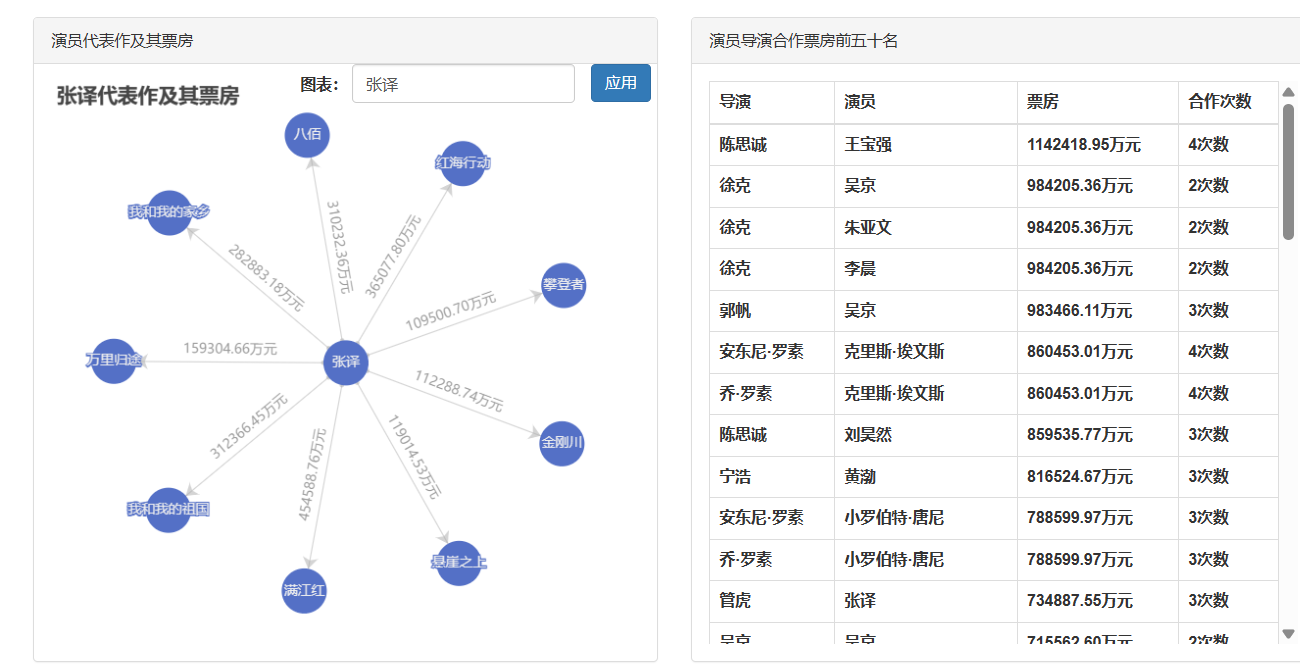 演员代表作及其票房
张译代表作及其票房
图表：
张译
应用
八佰
红海行动
我和我的家乡
攀登者
万里归途
张译
金刚川
我和我的祖国
悬崖之上
满江红
310232.36万元
365077.80万元
282883.18万元
109500.70万元
159304.66万元
112288.74万元
312366.45万元
119014.53万元
454588.76万元
演员导演合作票房前五十名
导演 演员 票房 合作次数
陈思诚 王宝强 1142418.95万元 4次数
徐克 吴京 984205.36万元 2次数
徐克 朱亚文 984205.36万元 2次数
徐克 李晨 984205.36万元 2次数
郭帆 吴京 983466.11万元 3次数
安东尼·罗素 克里斯·埃文斯 860453.01万元 4次数
乔·罗素 克里斯·埃文斯 860453.01万元 4次数
陈思诚 刘昊然 859535.77万元 3次数
宁浩 黄渤 816524.67万元 3次数
安东尼·罗素 小罗伯特·唐尼 788599.97万元 3次数
乔·罗素 小罗伯特·唐尼 788599.97万元 3次数
管虎 张译 734887.55万元 3次数
吴京 吴京 715562.60万元 2次数